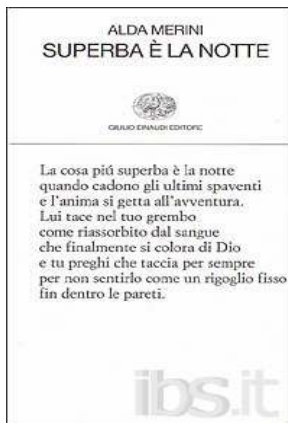 ALDA MERINI
SUPERBA È LA NOTTE
GIULIO EINAUDI EDITORE
La cosa piú superba è la notte
quando cadono gli ultimi spaventi
e l'anima si getta all'avventura.
Lui tace nel tuo grembo
come riassorbito dal sangue
che finalmente si colora di Dio
e tu preghi che taccia per sempre
per non sentirlo come un rigoglio fisso
fin dentro le pareti.
ibs.it